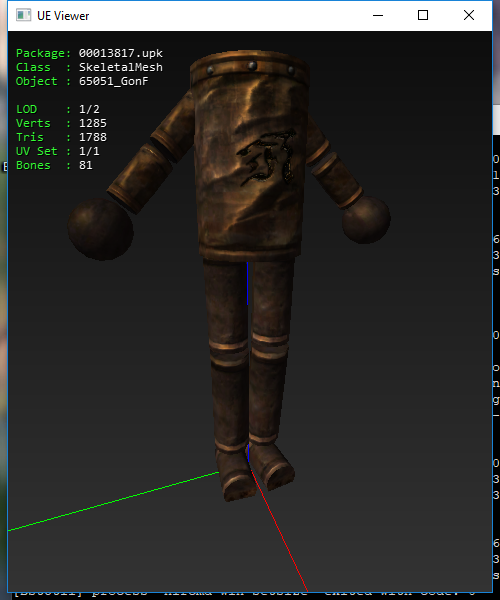 UE Viewer
Package: 00013817.upk
Class : SkeletalMesh
Object : 65051_GonF
LOD : 1/2
Verts : 1285
Tris : 1788
UV Set : 1/1
Bones : 81